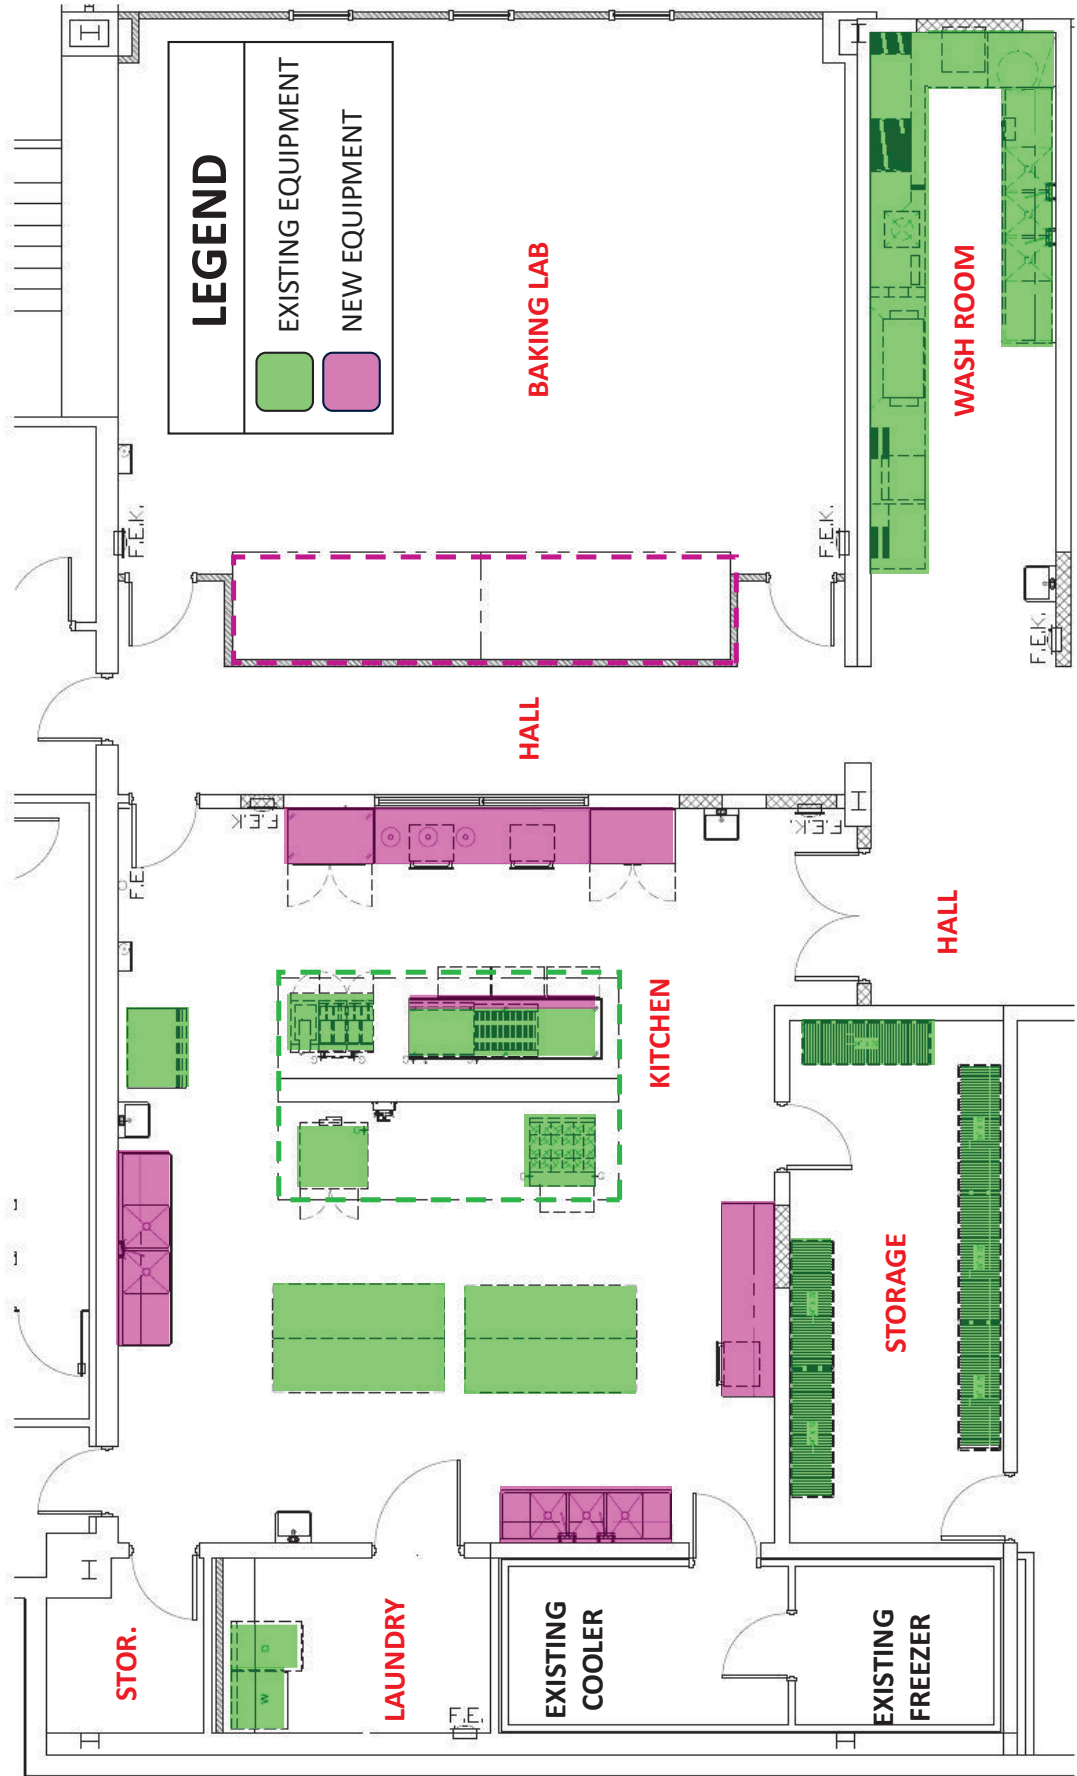 LEGEND
EXISTING EQUIPMENT
NEW EQUIPMENT
BAKING LAB
WASH ROOM
F.E.K.
F.E.K.
F.E.K.
HALL
F.E.K.
F.E.K.
F.E.
HALL
KITCHEN
STORAGE
STOR.
LAUNDRY
W
D
F.E.
EXISTING
COOLER
EXISTING
FREEZER